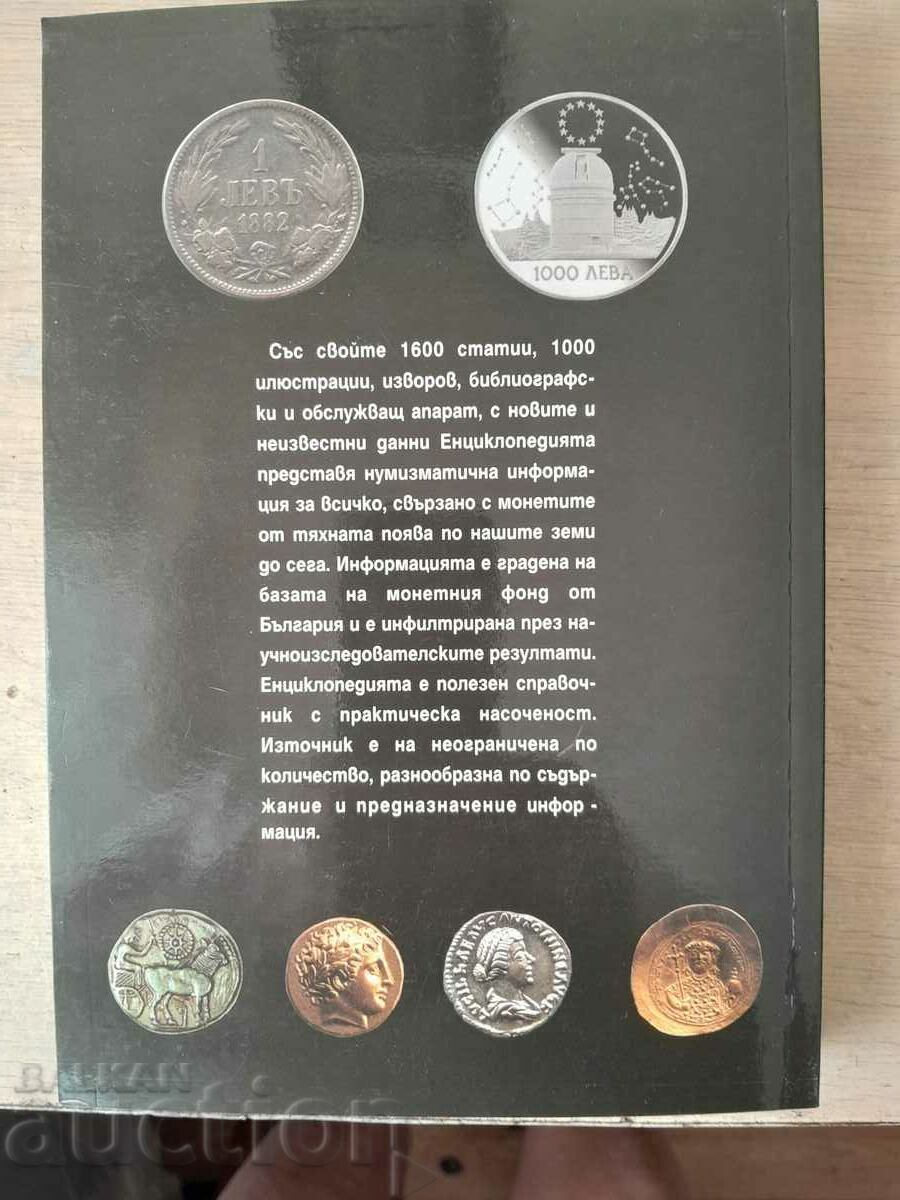 1
ЛЕВЪ
1882
1000 ЛЕВА
Със свойте 1600 статии, 1000
илюстрации, изворов, библиографс-
ки и обслужващ апарат, с новите и
неизвестни данни Енциклопедията
представя нумизматична информа-
ция за всичко, свързано с монетите
от тяхната поява по нашите земи
до сега. Информацията е градена на
базата на монетния фонд от
България и е инфилтрирана през на-
учноизследователските резултати.
Енциклопедията е полезен справоч-
ник с практическа насоченост.
Източник е на неограничена по
количество, разнообразна по съдър-
жание и предназначение инфор -
мация.
BALKAN
auction